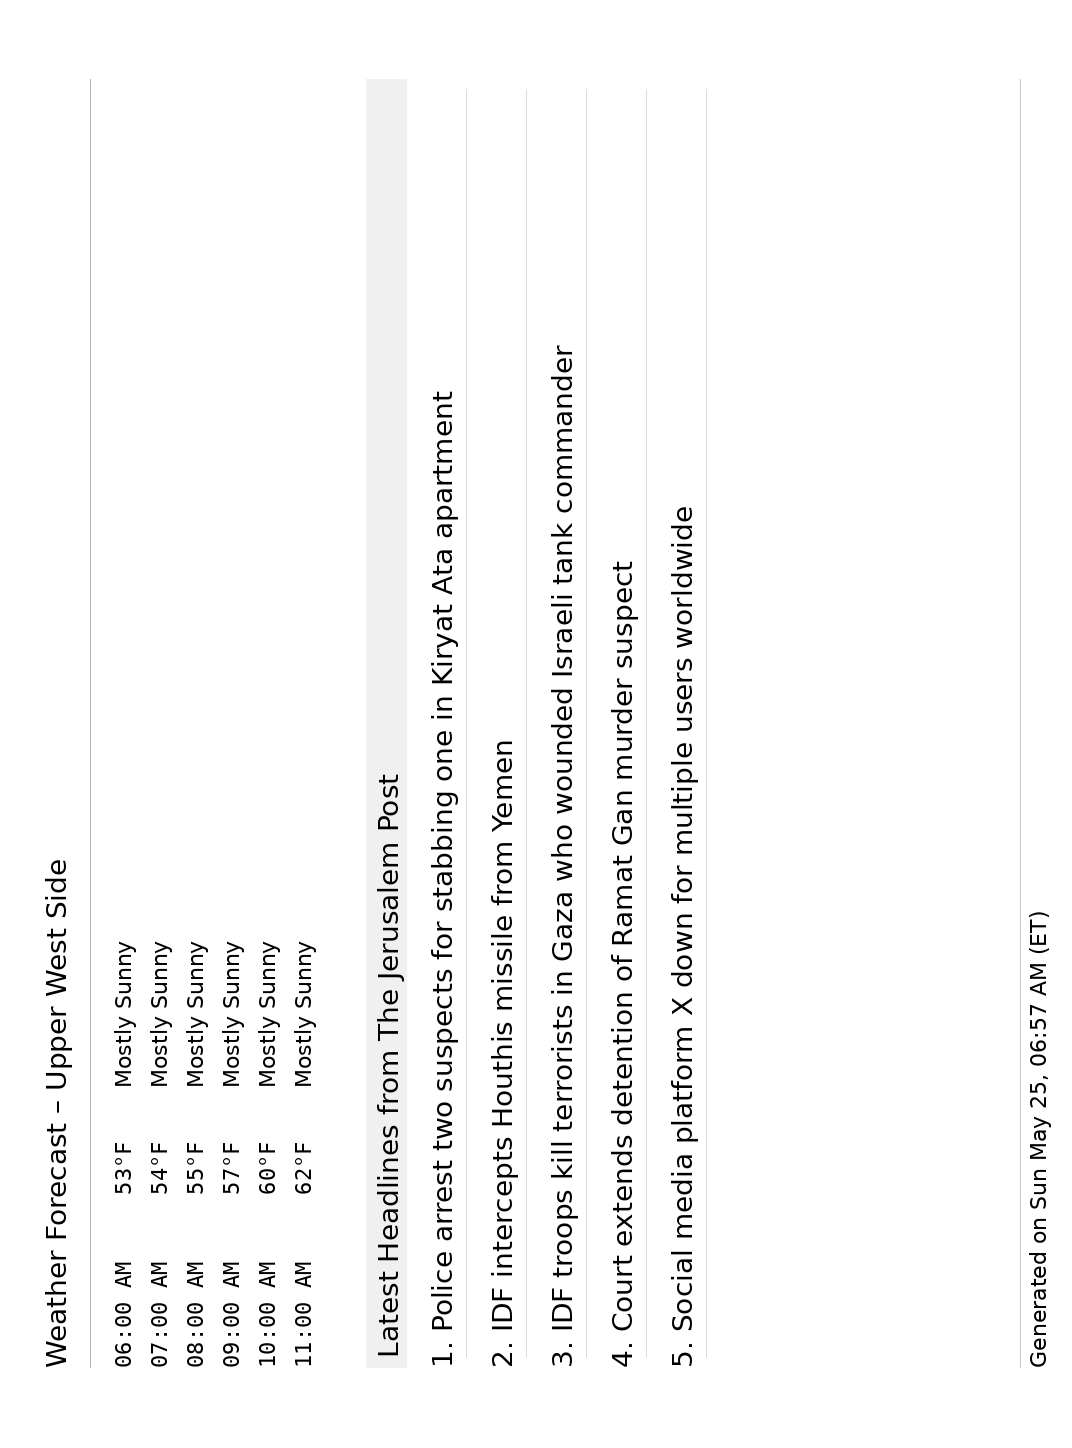 Weather Forecast – Upper West Side
06:00 AM 53°F Mostly Sunny
07:00 AM 54°F Mostly Sunny
08:00 AM 55°F Mostly Sunny
09:00 AM 57°F Mostly Sunny
10:00 AM 60°F Mostly Sunny
11:00 AM 62°F Mostly Sunny
Latest Headlines from The Jerusalem Post
1. Police arrest two suspects for stabbing one in Kiryat Ata apartment
2. IDF intercepts Houthis missile from Yemen
3. IDF troops kill terrorists in Gaza who wounded Israeli tank commander
4. Court extends detention of Ramat Gan murder suspect
5. Social media platform X down for multiple users worldwide
Generated on Sun May 25, 06:57 AM (ET)